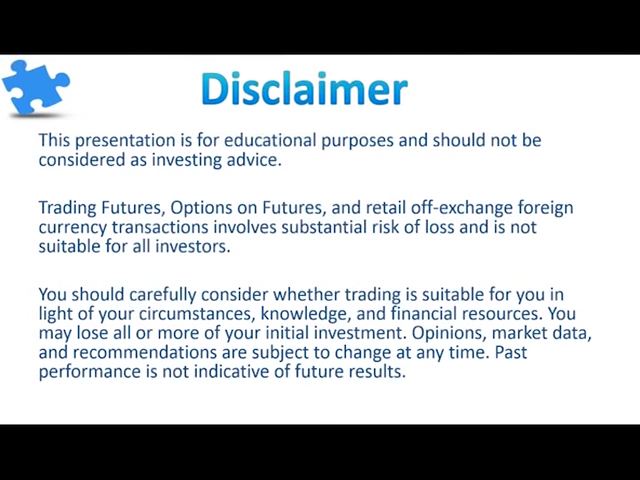 Disclaimer
This presentation is for educational purposes and should not be
considered as investing advice.
Trading Futures, Options on Futures, and retail off-exchange foreign
currency transactions involves substantial risk of loss and is not
suitable for all investors.
You should carefully consider whether trading is suitable for you in
light of your circumstances, knowledge, and financial resources. You
may lose all or more of your initial investment. Opinions, market data,
and recommendations are subject to change at any time. Past
performance is not indicative of future results.